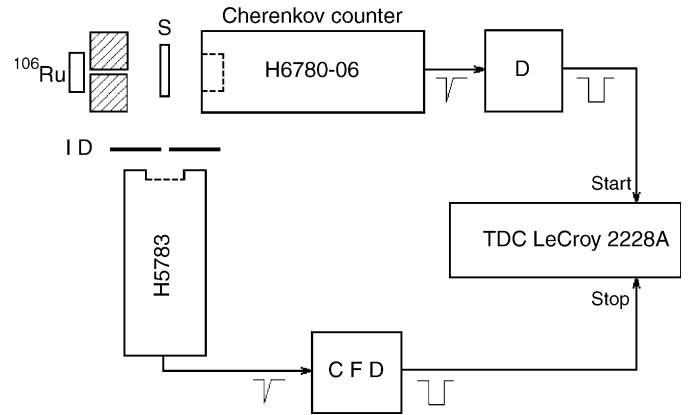 Cherenkov counter
S
¹⁰⁶Ru
H6780-06
D
I D
Start
H5783
TDC LeCroy 2228A
Stop
C F D